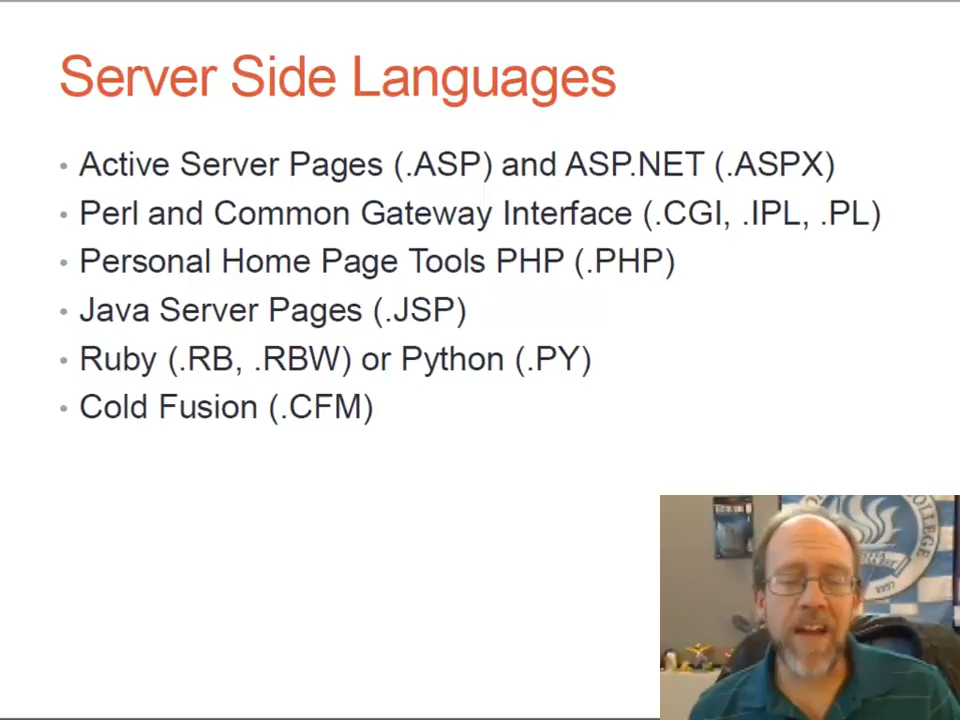 Server Side Languages
• Active Server Pages (.ASP) and ASP.NET (.ASPX)
• Perl and Common Gateway Interface (.CGI, .IPL, .PL)
• Personal Home Page Tools PHP (.PHP)
• Java Server Pages (.JSP)
• Ruby (.RB, .RBW) or Python (.PY)
• Cold Fusion (.CFM)
COLLEGE